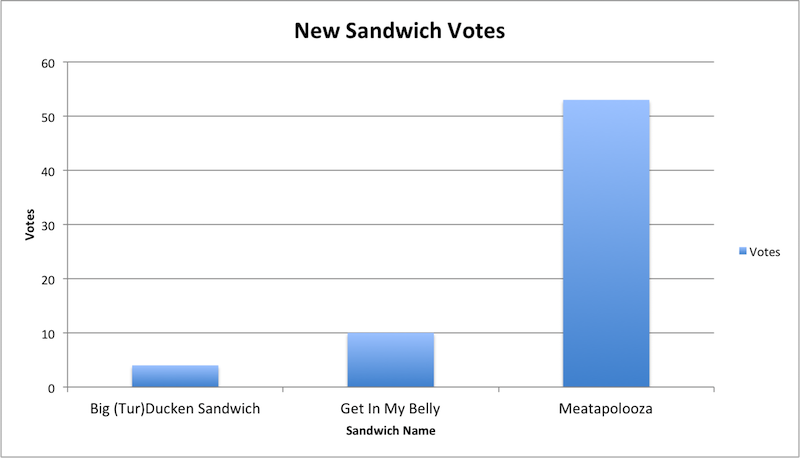 New Sandwich Votes
60
50
40
30
20
10
0
Votes
Votes
Big (Tur)Ducken Sandwich Get In My Belly Meatapolooza
Sandwich Name